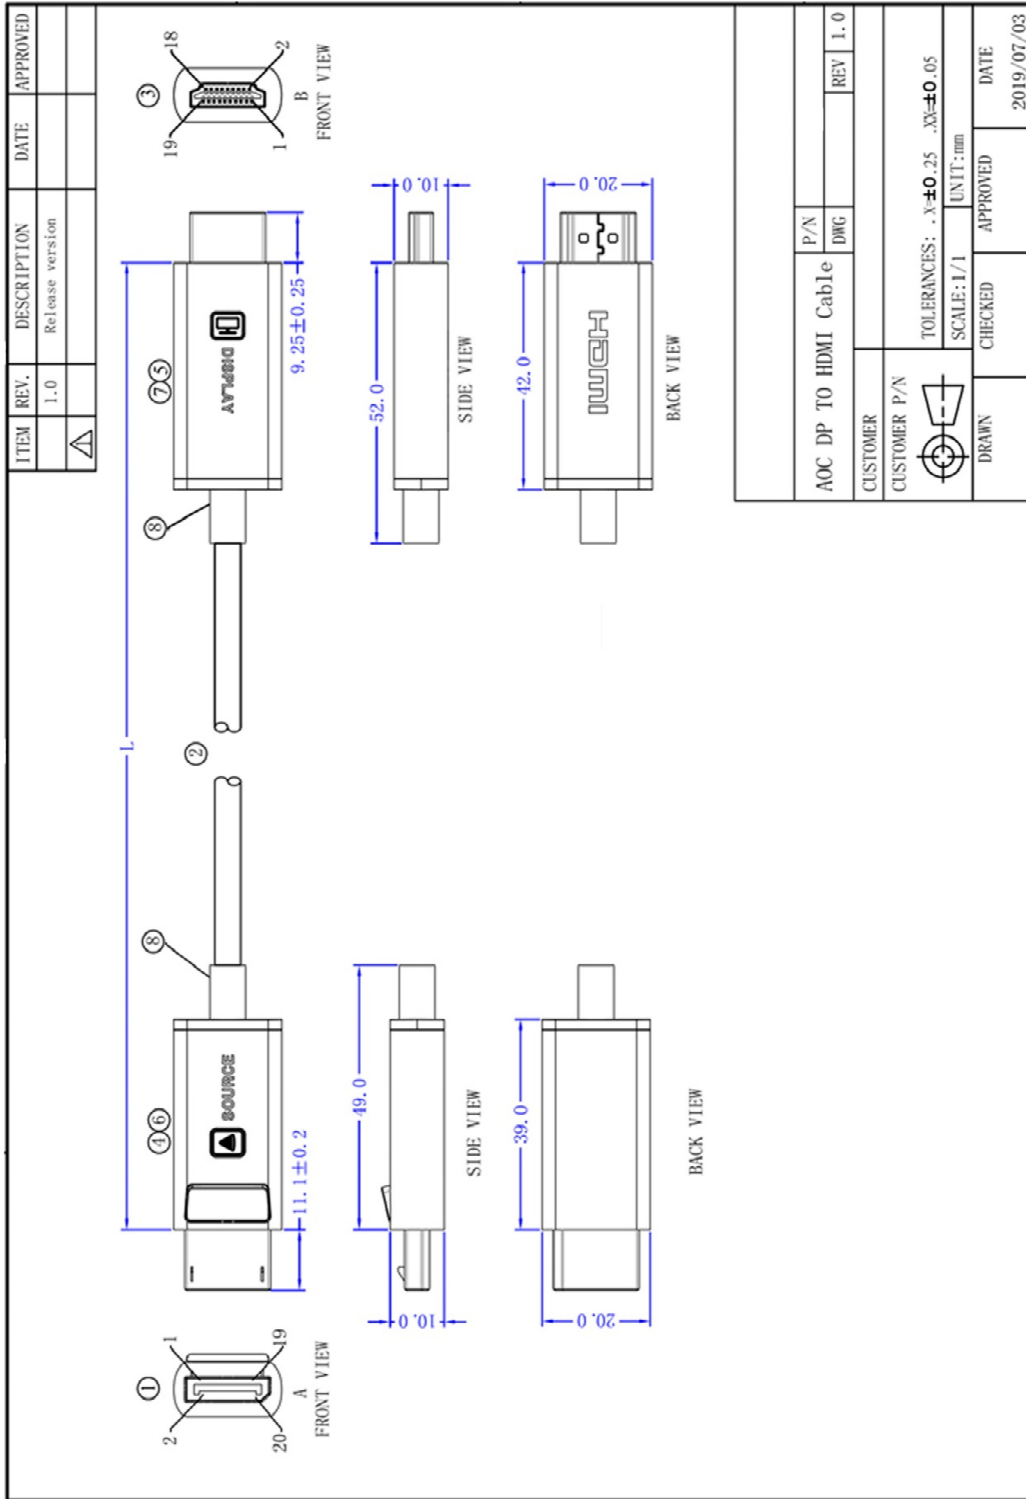 ITEM REV. DESCRIPTION DATE APPROVED
1.0 Release version
L
① ④⑥ ⑧ ② ⑧ ⑦⑤ ③
2 1
20 19
A
FRONT VIEW
SOURCE
11.1±0.2
DISPLAY
9.25±0.25
19 18
1 2
B
FRONT VIEW
49.0
10.0
SIDE VIEW
52.0
10.0
SIDE VIEW
39.0
20.0
BACK VIEW
42.0
20.0
HDMI
BACK VIEW
AOC DP TO HDMI Cable
P/N
DWG REV 1.0
CUSTOMER
CUSTOMER P/N
TOLERANCES: .X=±0.25 .XX=±0.05
SCALE:1/1 UNIT:mm
DRAWN CHECKED APPROVED DATE
2019/07/03